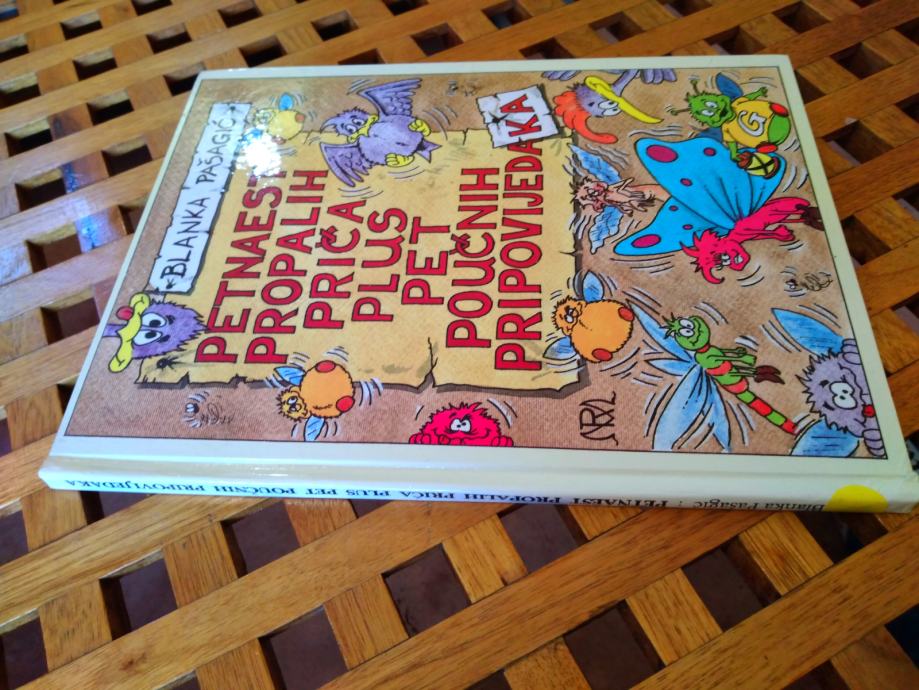 BLANKA PAŠAGIĆ
PETNAEST
PROPALIH
PRIČA
PLUS
PET
POUČNIH
PRIPOVIJEDAKA
G
Blanka Pašagić : PETNAEST PROPALIH PRIČA PLUS PET POUČNIH PRIPOVIJEDAKA